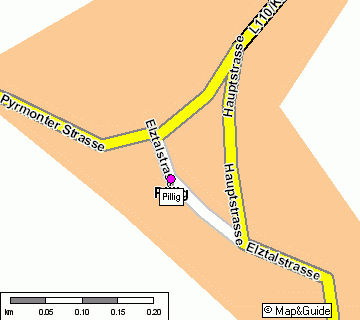 L110/K
Hauptstrasse
Pyrmonter Strasse
Elztalstrasse
Hauptstrasse
Pillig
Elztalstrasse
km 0.05 0.10 0.15 0.20
© Map&Guide